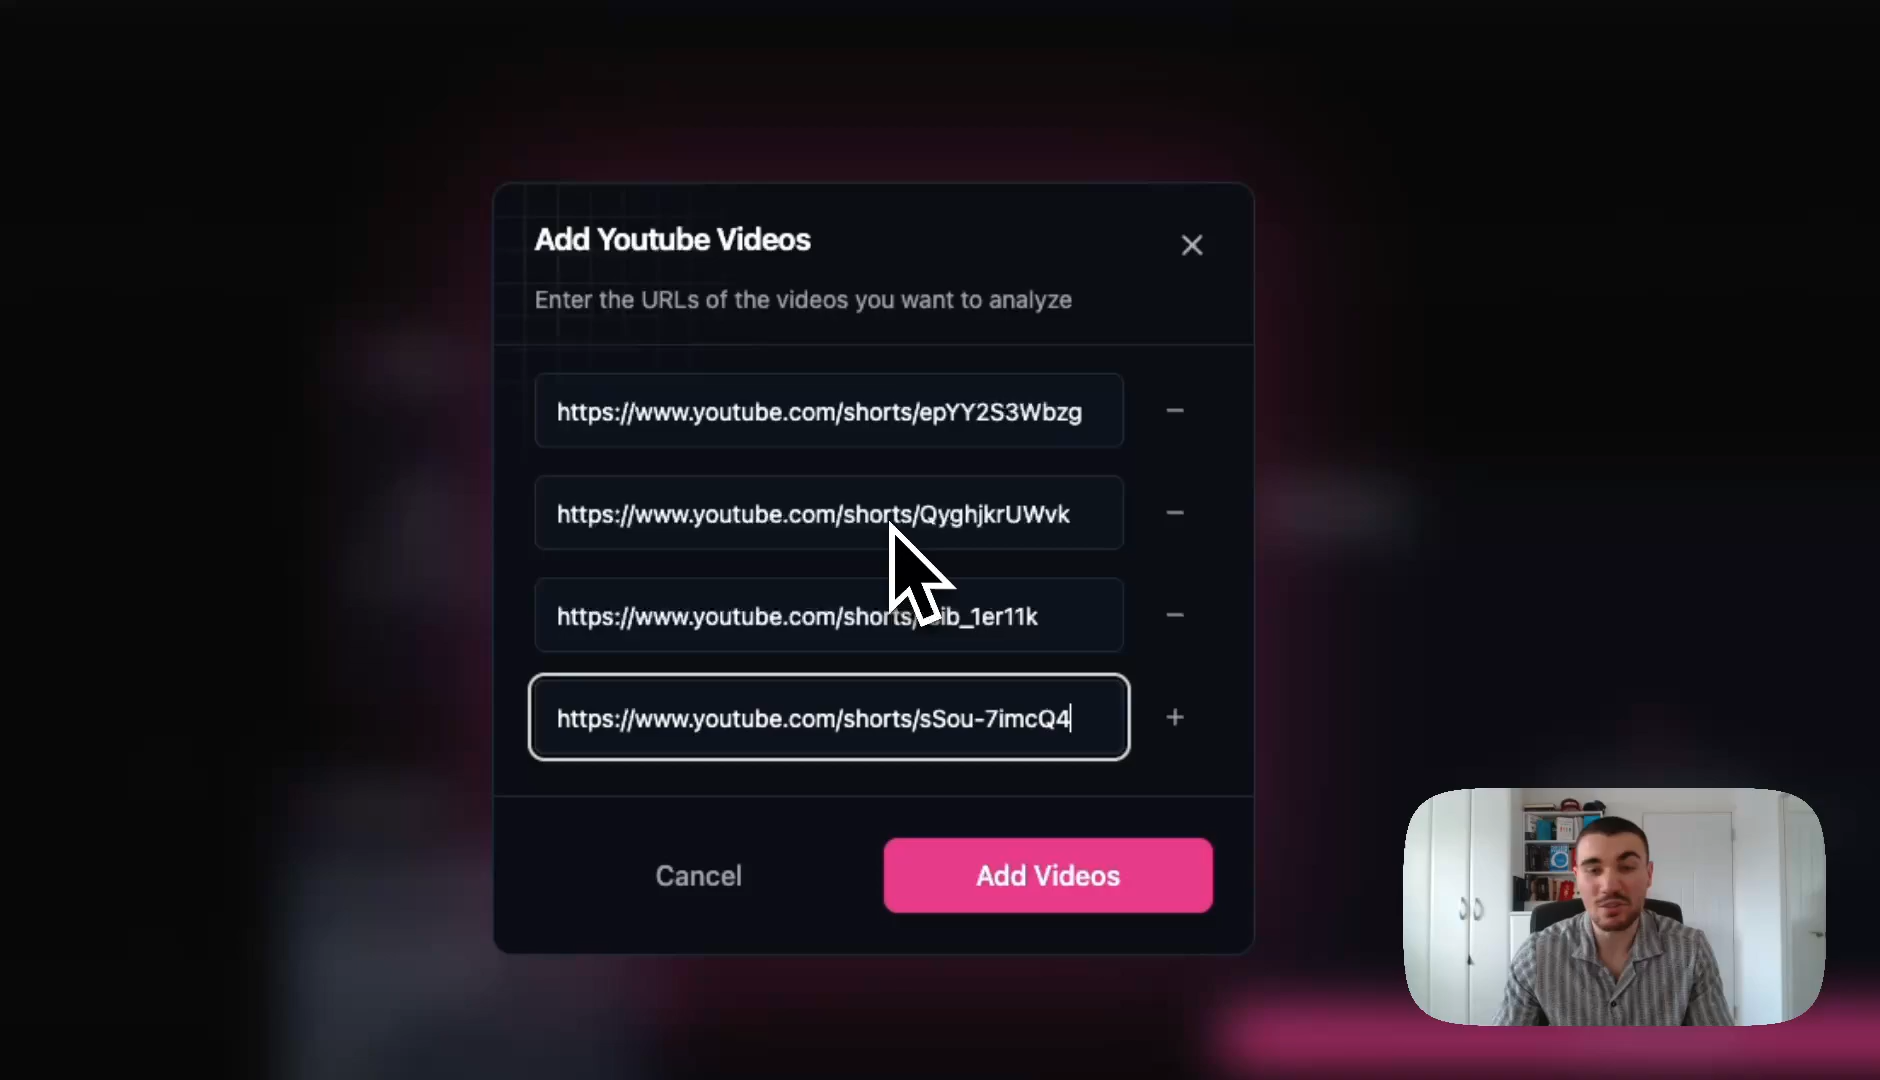 Add Youtube Videos
Enter the URLs of the videos you want to analyze
https://www.youtube.com/shorts/epYY2S3Wbzg
https://www.youtube.com/shorts/QyghjkrUWvk
https://www.youtube.com/shorts/
https://www.youtube.com/shorts/sSou-7imcQ4
Cancel
Add Videos